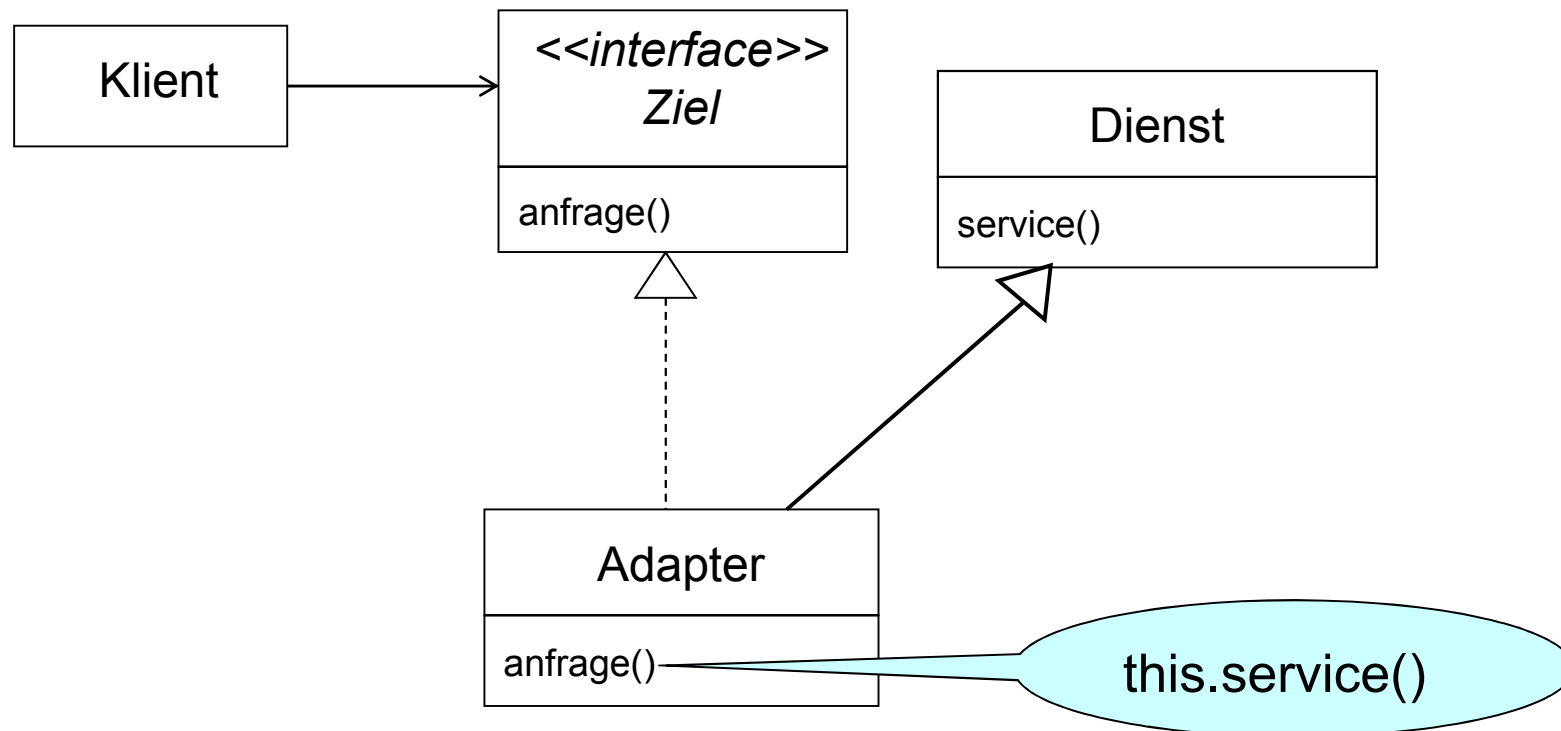 Klient
<<interface>>
Ziel
anfrage()
Dienst
service()
Adapter
anfrage()
this.service()